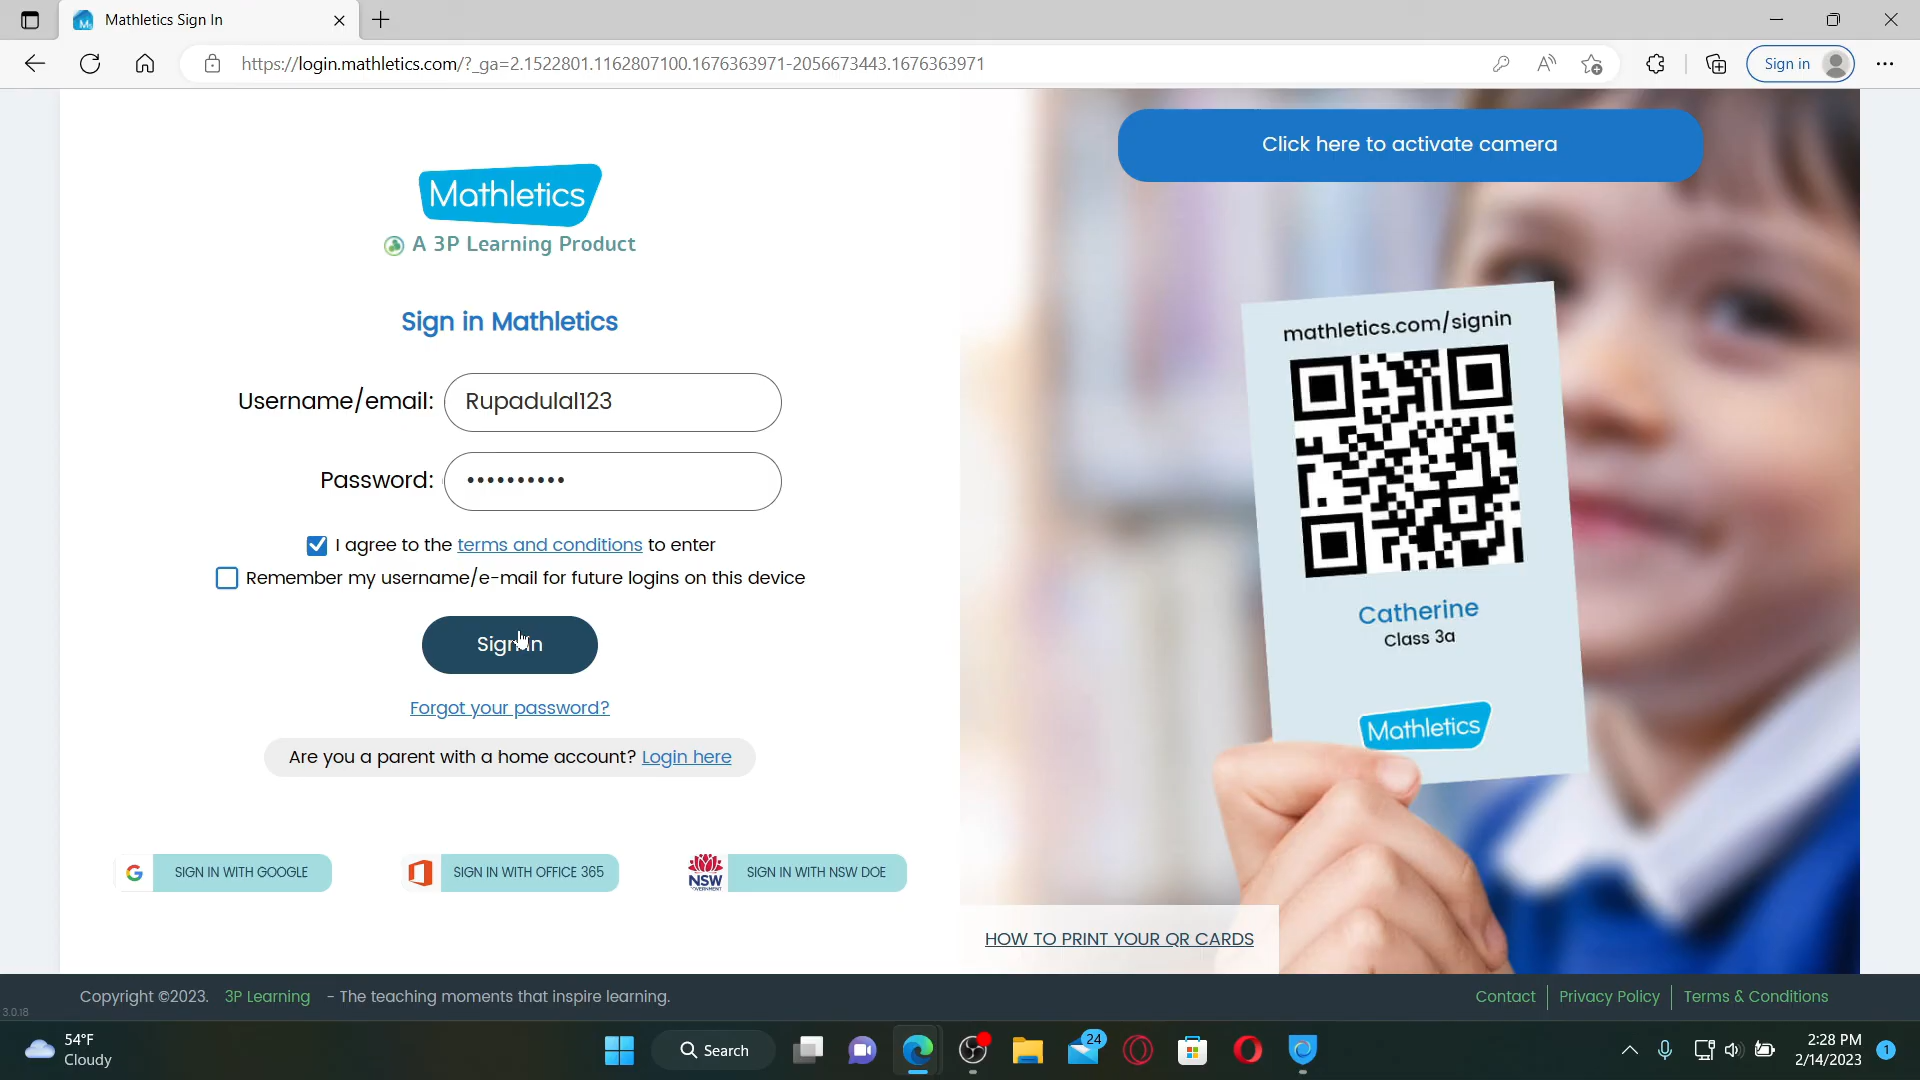 Mathletics Sign In
https://login.mathletics.com/?_ga=2.1522801.1162807100.1676363971-2056673443.1676363971
Sign in
Click here to activate camera
Mathletics
A 3P Learning Product
Sign in Mathletics
Username/email: Rupadulal123
Password: ••••••••••
I agree to the terms and conditions to enter
Remember my username/e-mail for future logins on this device
Sign in
Forgot your password?
Are you a parent with a home account? Login here
SIGN IN WITH GOOGLE
SIGN IN WITH OFFICE 365
NSW
GOVERNMENT
SIGN IN WITH NSW DOE
mathletics.com/signin
Catherine
Class 3a
Mathletics
HOW TO PRINT YOUR QR CARDS
Copyright ©2023. 3P Learning - The teaching moments that inspire learning.
Contact
Privacy Policy
Terms & Conditions
3.0.18
54°F
Cloudy
Search
24
2:28 PM
2/14/2023
1